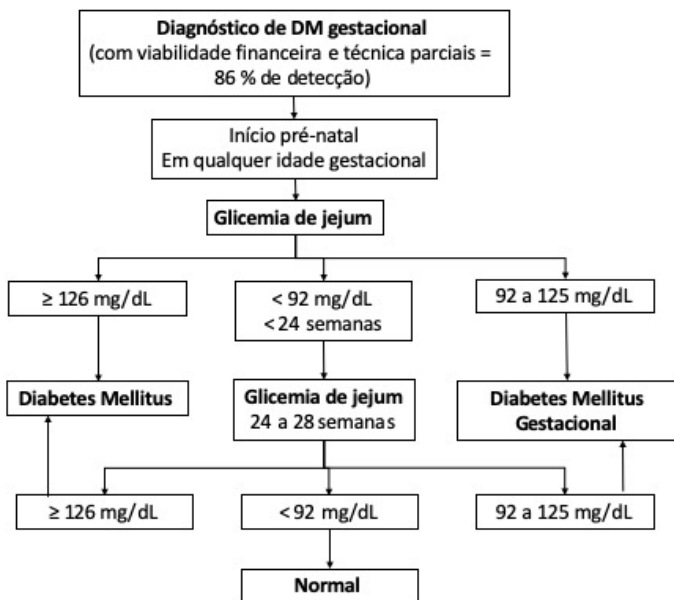 Diagnóstico de DM gestacional
(com viabilidade financeira e técnica parciais =
86 % de detecção)
Início pré-natal
Em qualquer idade gestacional
Glicemia de jejum
≥ 126 mg/dL
< 92 mg/dL
< 24 semanas
92 a 125 mg/dL
Diabetes Mellitus
Glicemia de jejum
24 a 28 semanas
Diabetes Mellitus
Gestacional
≥ 126 mg/dL
< 92 mg/dL
92 a 125 mg/dL
Normal